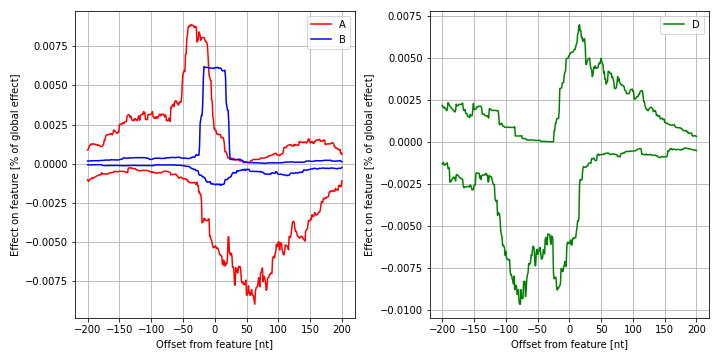 0.0075
0.0050
0.0025
0.0000
−0.0025
−0.0050
−0.0075
−200 −150 −100 −50 0 50 100 150 200
Offset from feature [nt]
Effect on feature [% of global effect]
A
B
0.0075
0.0050
0.0025
0.0000
−0.0025
−0.0050
−0.0075
−0.0100
−200 −150 −100 −50 0 50 100 150 200
Offset from feature [nt]
Effect on feature [% of global effect]
D